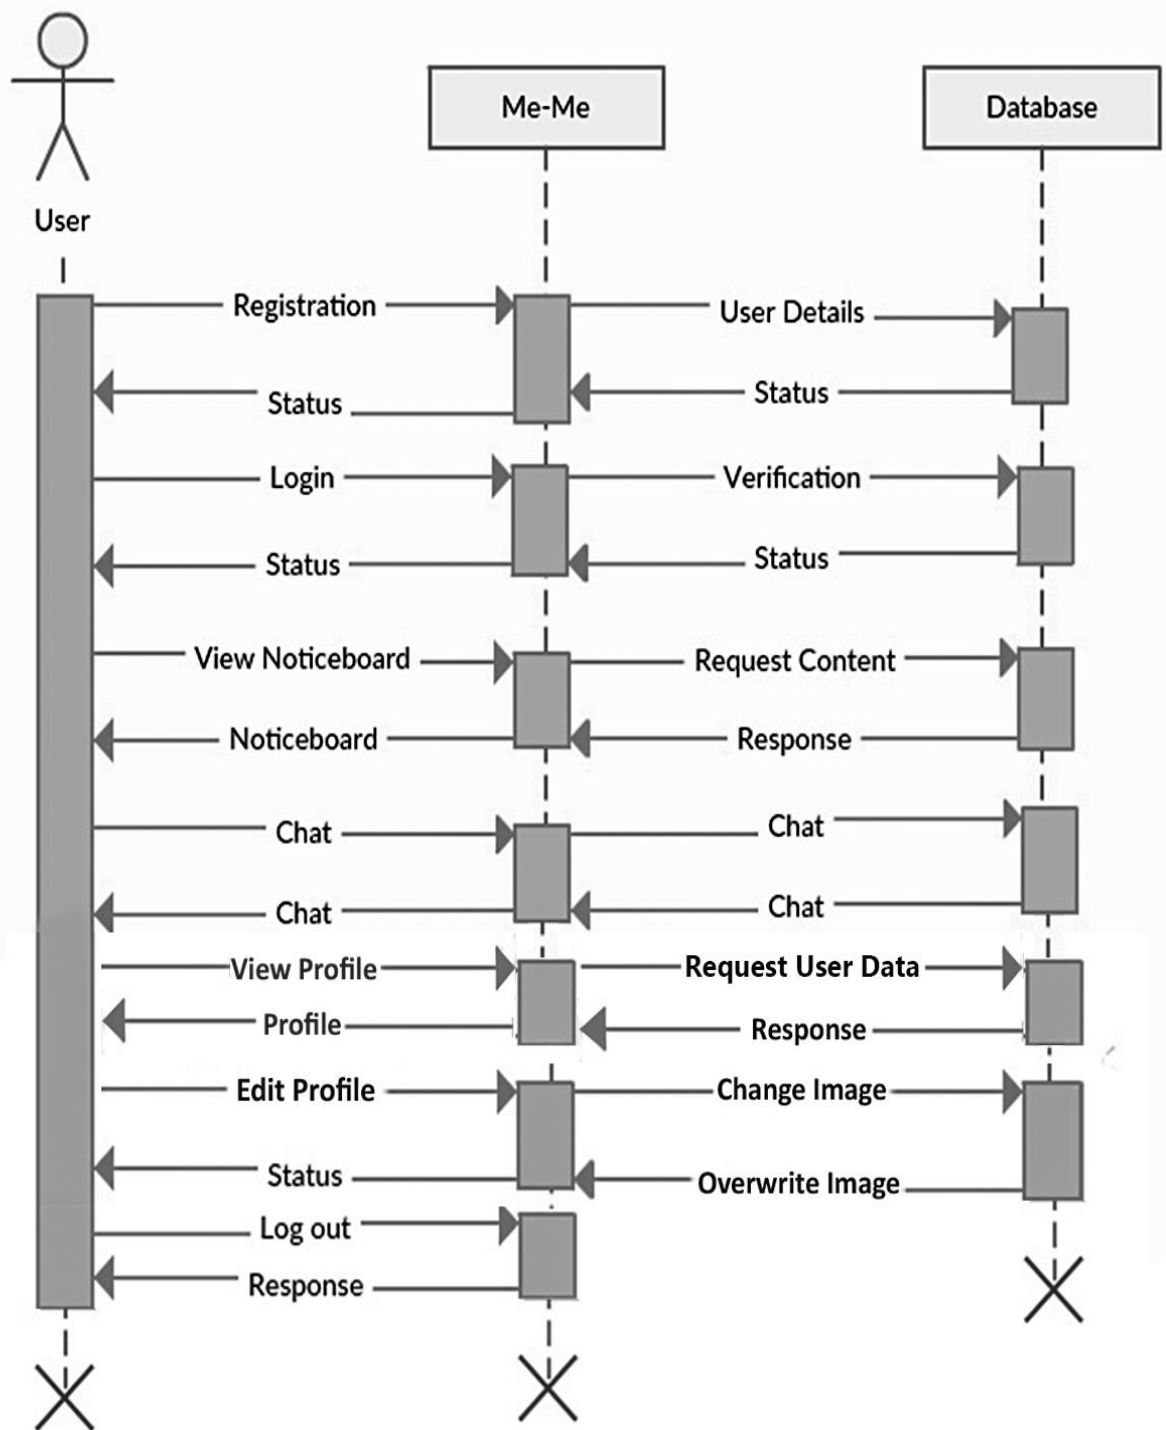 Me-Me
Database
User
Registration
User Details
Status
Status
Login
Verification
Status
Status
View Noticeboard
Request Content
Noticeboard
Response
Chat
Chat
Chat
Chat
View Profile
Request User Data
Profile
Response
Edit Profile
Change Image
Status
Overwrite Image
Log out
Response